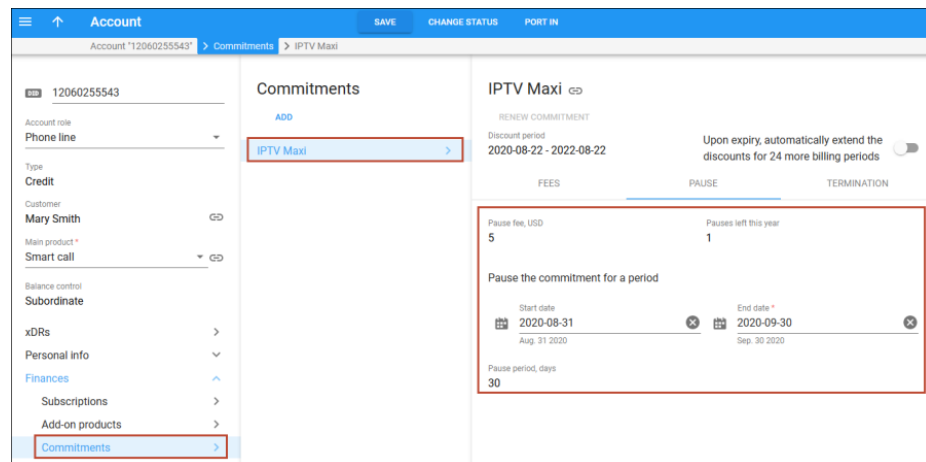 Account
SAVE
CHANGE STATUS
PORT IN
Account "12060255543" > Commitments > IPTV Maxi
DID 12060255543
Account role
Phone line
Type
Credit
Customer
Mary Smith
Main product *
Smart call
Balance control
Subordinate
xDRs
Personal info
Finances
Subscriptions
Add-on products
Commitments
Commitments
ADD
IPTV Maxi
IPTV Maxi
RENEW COMMITMENT
Discount period
2020-08-22 - 2022-08-22
Upon expiry, automatically extend the
discounts for 24 more billing periods
FEES
PAUSE
TERMINATION
Pause fee, USD
5
Pauses left this year
1
Pause the commitment for a period
Start date
2020-08-31
Aug. 31 2020
End date *
2020-09-30
Sep. 30 2020
Pause period, days
30